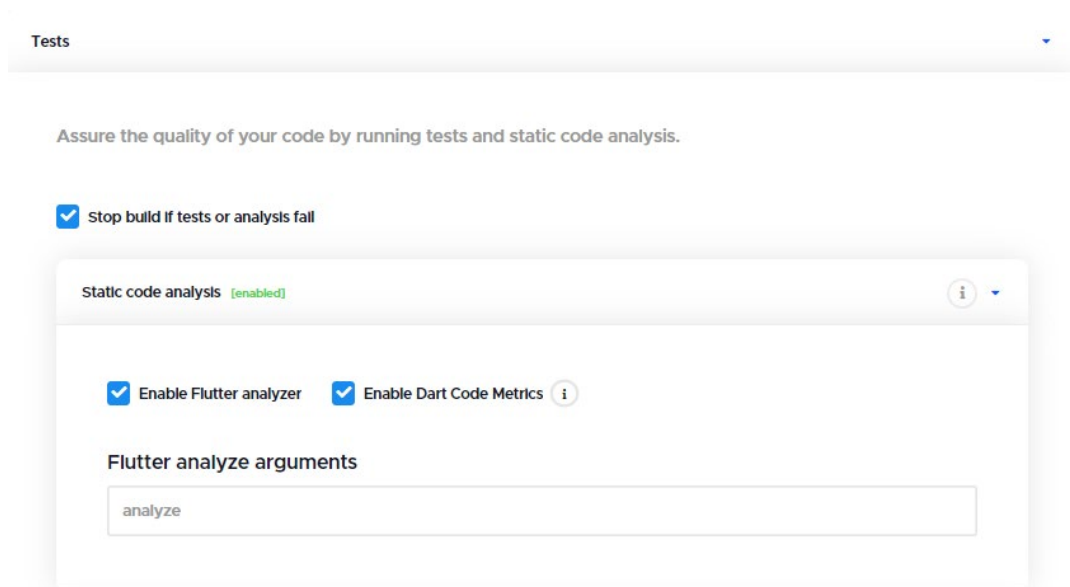 Tests
Assure the quality of your code by running tests and static code analysis.
Stop build if tests or analysis fail
Static code analysis [enabled]
i
Enable Flutter analyzer Enable Dart Code Metrics i
Flutter analyze arguments
analyze